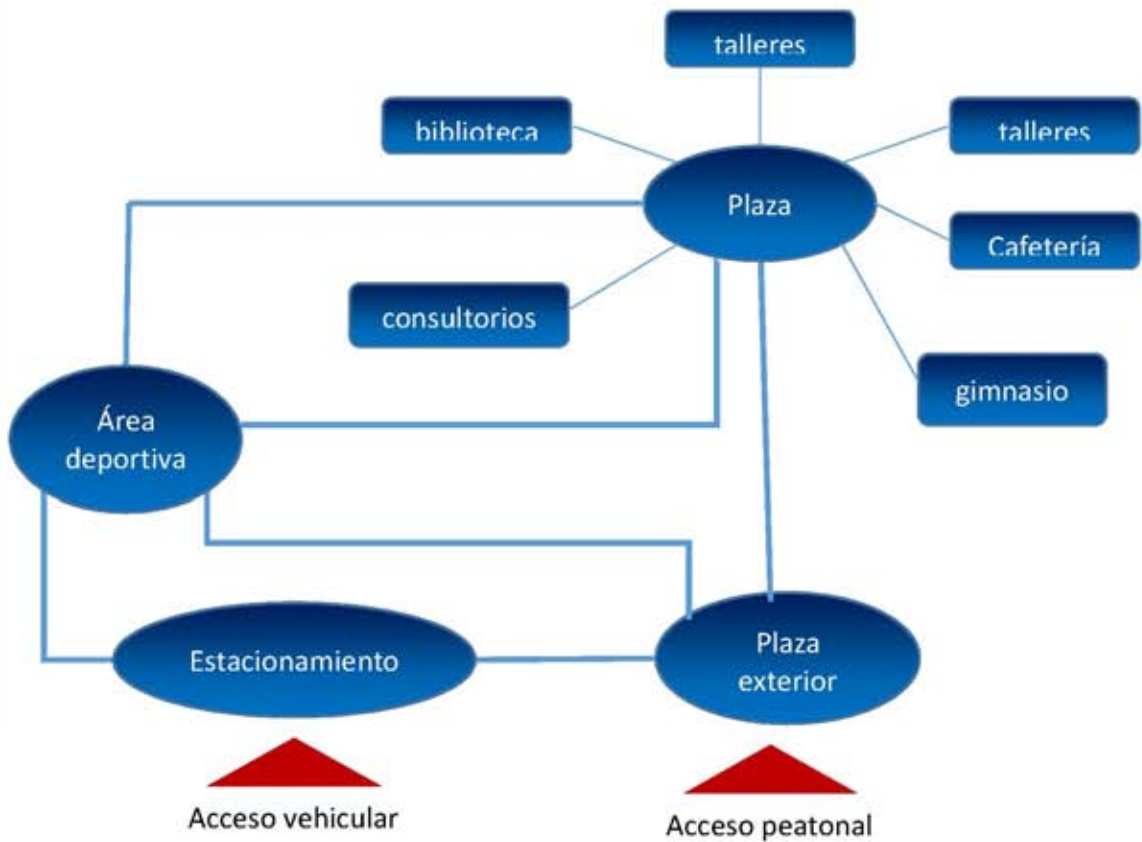 talleres
biblioteca
talleres
Plaza
Cafetería
consultorios
gimnasio
Área
deportiva
Estacionamiento
Plaza
exterior
Acceso vehicular
Acceso peatonal